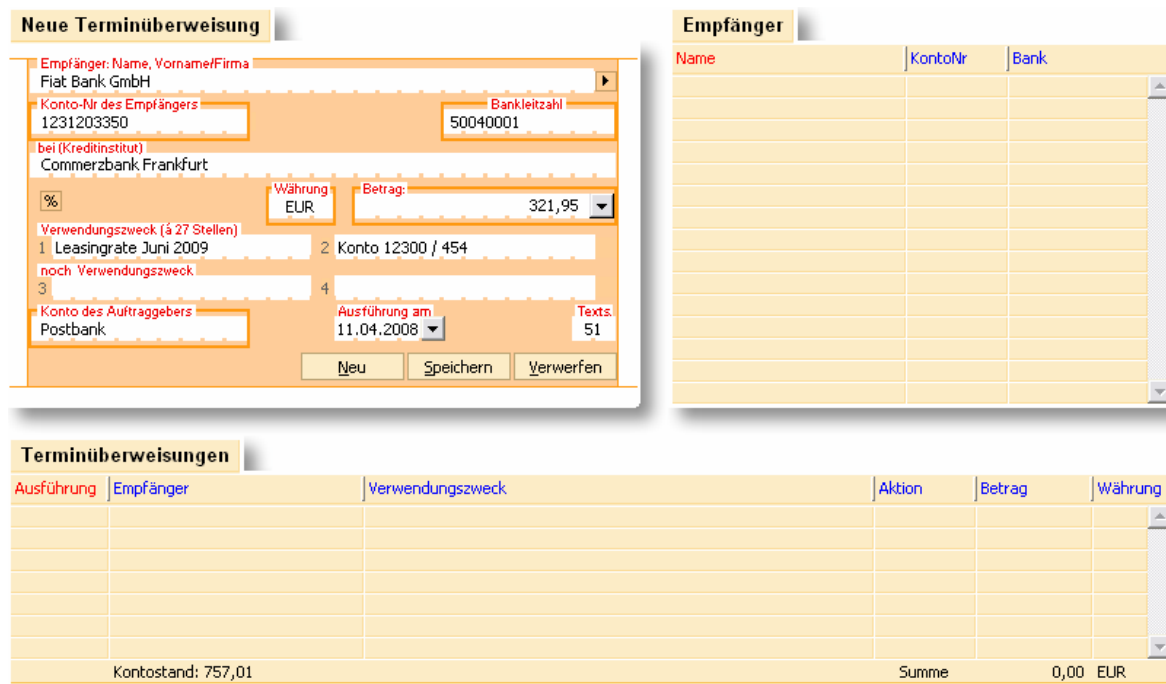 Neue Terminüberweisung
Empfänger: Name, Vorname/Firma
Fiat Bank GmbH
Konto-Nr des Empfängers Bankleitzahl
1231203350 50040001
bei (Kreditinstitut)
Commerzbank Frankfurt
% Währung Betrag:
EUR 321,95
Verwendungszweck (á 27 Stellen)
1 Leasingrate Juni 2009 2 Konto 12300 / 454
noch Verwendungszweck
3 4
Konto des Auftraggebers Ausführung am Texts.
Postbank 11.04.2008 51
Neu Speichern Verwerfen
Empfänger
Name KontoNr Bank
Terminüberweisungen
Ausführung Empfänger Verwendungszweck Aktion Betrag Währung
Kontostand: 757,01 Summe 0,00 EUR